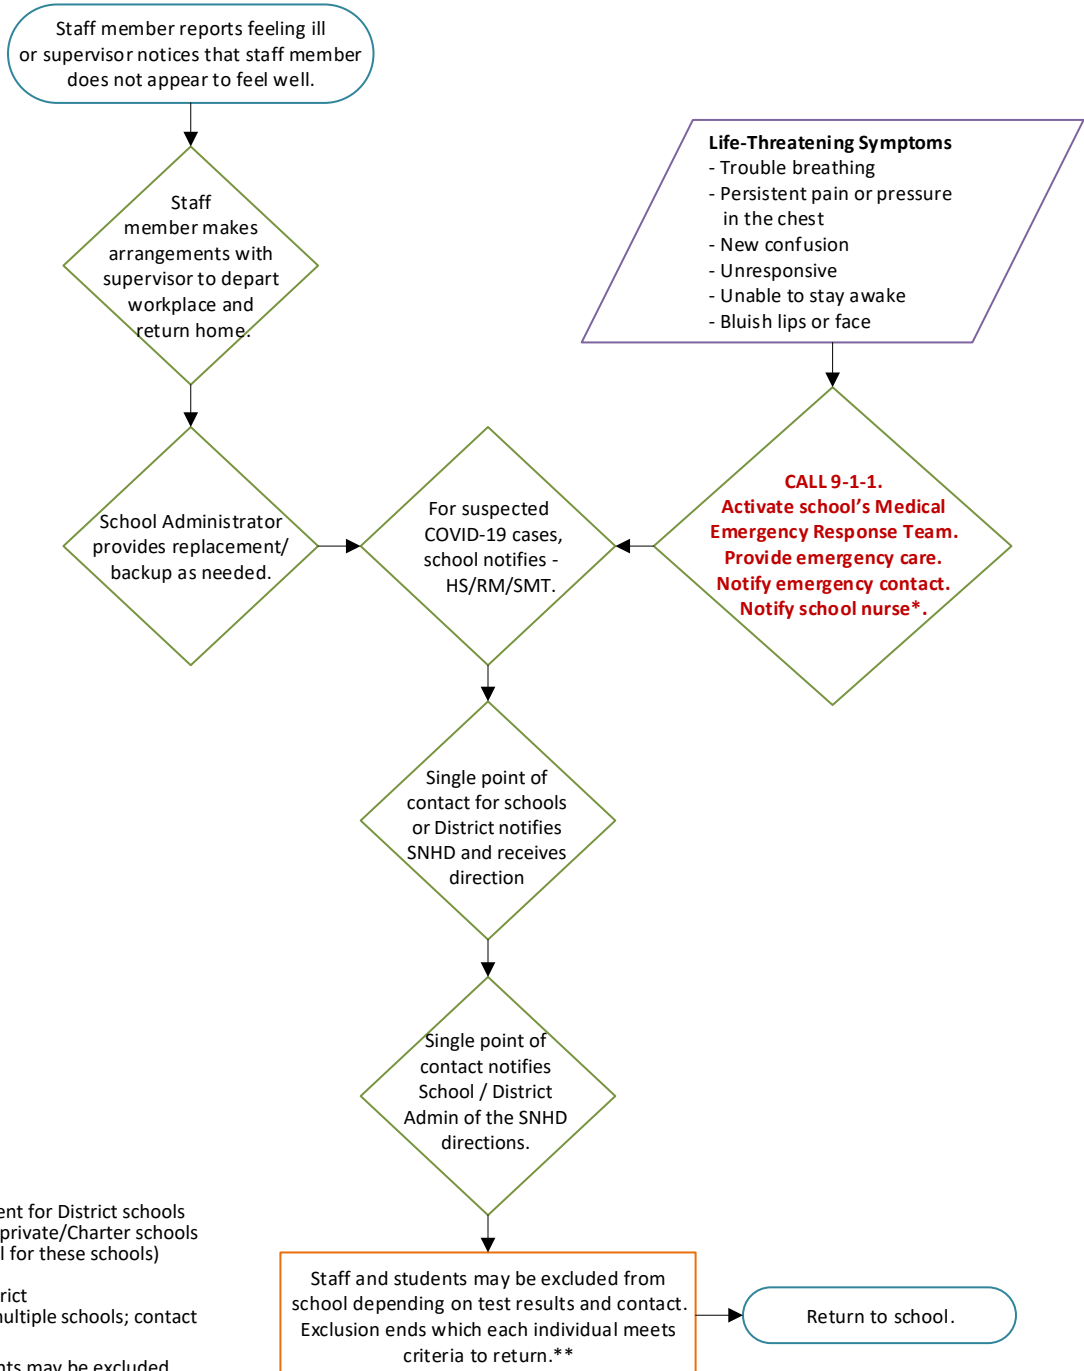 Staff member reports feeling ill
or supervisor notices that staff member
does not appear to feel well.
Staff
member makes
arrangements with
supervisor to depart
workplace and
return home.
Life-Threatening Symptoms
- Trouble breathing
- Persistent pain or pressure
in the chest
- New confusion
- Unresponsive
- Unable to stay awake
- Bluish lips or face
School Administrator
provides replacement/
backup as needed.
For suspected
COVID-19 cases,
school notifies -
HS/RM/SMT.
CALL 9-1-1.
Activate school's Medical
Emergency Response Team.
Provide emergency care.
Notify emergency contact.
Notify school nurse*.
Single point of
contact for schools
or District notifies
SNHD and receives
direction
Single point of
contact notifies
School / District
Admin of the SNHD
directions.
Staff and students may be excluded from
school depending on test results and contact.
Exclusion ends which each individual meets
criteria to return.**
Return to school.
for District schools
private/Charter schools
for these schools)
multiple schools; contact
may be excluded